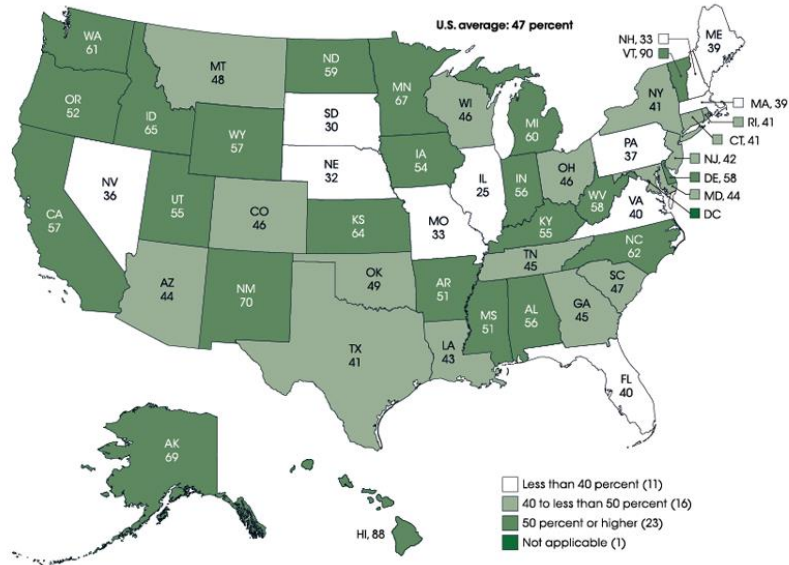 U.S. average: 47 percent
WA
61
OR
52
CA
57
NV
36
ID
65
MT
48
WY
57
UT
55
AZ
44
CO
46
NM
70
ND
59
SD
30
NE
32
KS
64
OK
49
TX
41
MN
67
IA
54
MO
33
AR
51
LA
43
WI
46
IL
25
MI
60
IN
56
OH
46
KY
55
TN
45
MS
51
AL
56
GA
45
FL
40
SC
47
NC
62
VA
40
WV
58
PA
37
NY
41
ME
39
NH, 33
VT, 90
MA, 39
RI, 41
CT, 41
NJ, 42
DE, 58
MD, 44
DC
AK
69
HI, 88
Less than 40 percent (11)
40 to less than 50 percent (16)
50 percent or higher (23)
Not applicable (1)